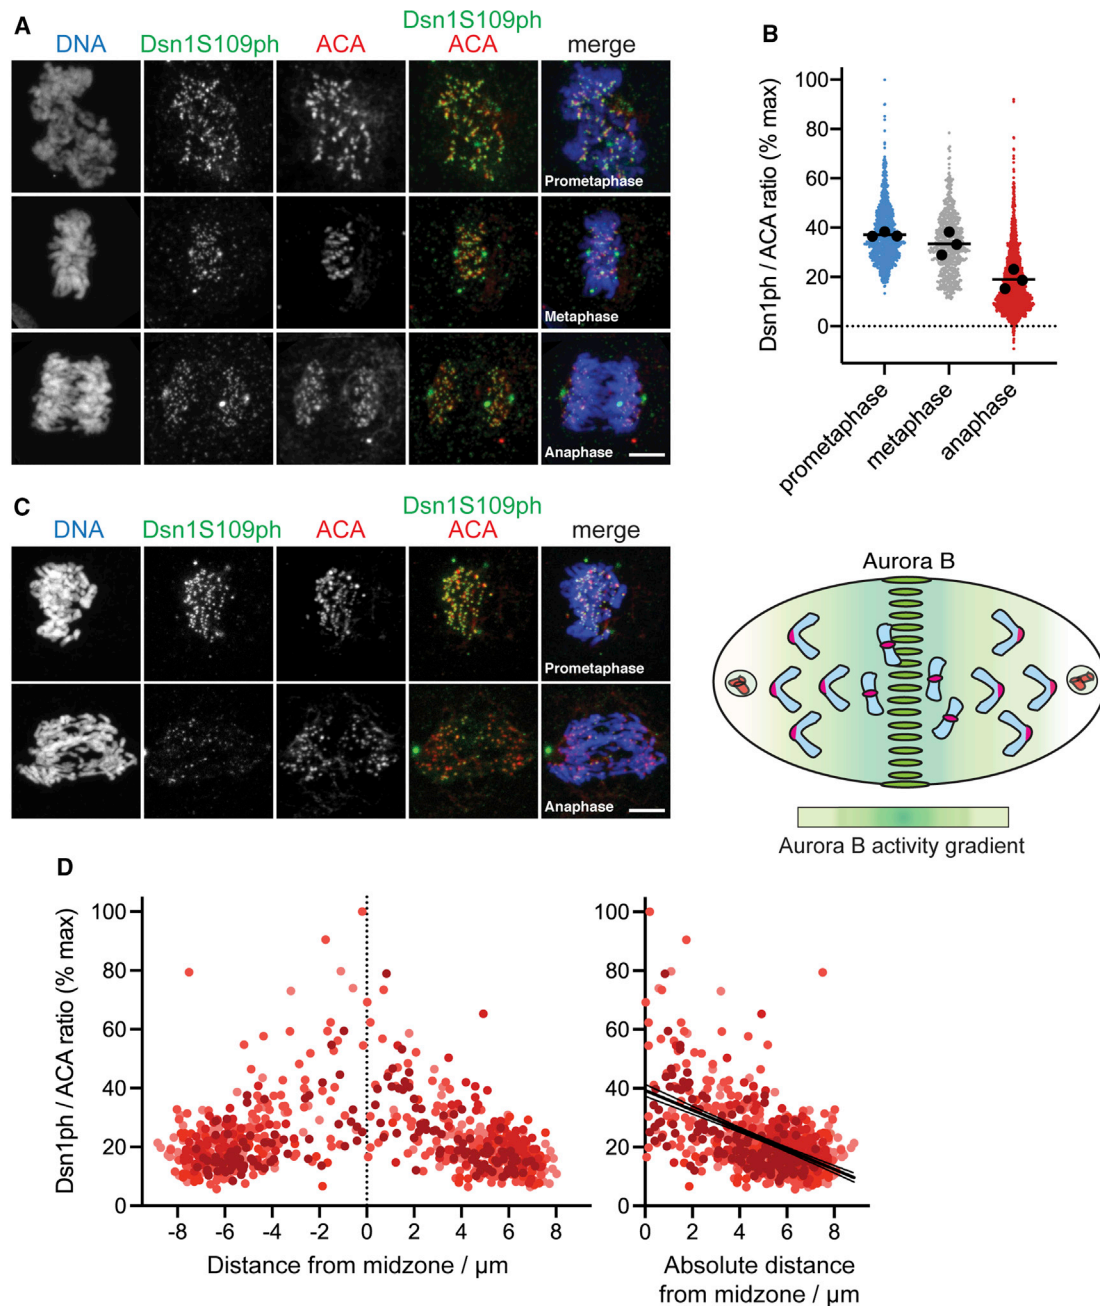 A
DNA
Dsn1S109ph
ACA
Dsn1S109ph
ACA
merge
Prometaphase
Metaphase
Anaphase
B
Dsn1ph / ACA ratio (% max)
100
80
60
40
20
0
prometaphase
metaphase
anaphase
C
DNA
Dsn1S109ph
ACA
Dsn1S109ph
ACA
merge
Prometaphase
Anaphase
Aurora B
Aurora B activity gradient
D
Dsn1ph / ACA ratio (% max)
100
80
60
40
20
0
-8 -6 -4 -2 0 2 4 6 8
Distance from midzone / μm
100
80
60
40
20
0
0 2 4 6 8
Absolute distance
from midzone / μm